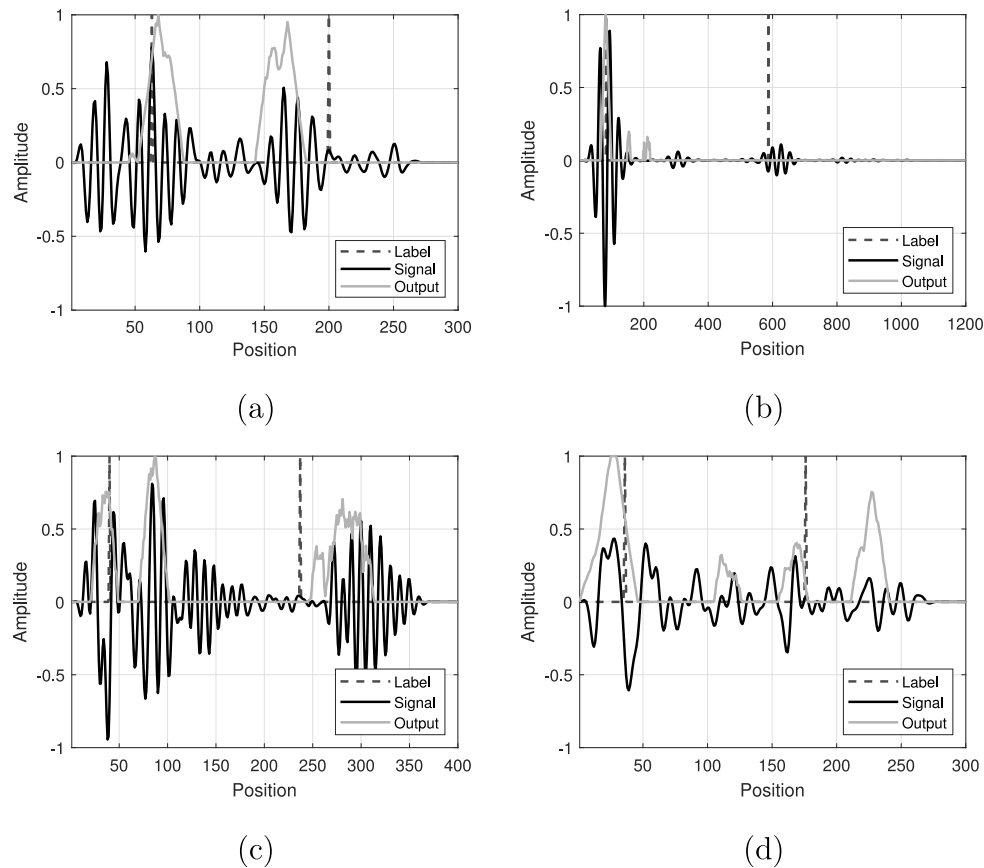 1
0.5
0
-0.5
-1
Amplitude
50 100 150 200 250 300
Position
Label
Signal
Output
(a)
1
0.5
0
-0.5
-1
Amplitude
200 400 600 800 1000 1200
Position
Label
Signal
Output
(b)
1
0.5
0
-0.5
-1
Amplitude
50 100 150 200 250 300 350 400
Position
Label
Signal
Output
(c)
1
0.5
0
-0.5
-1
Amplitude
50 100 150 200 250 300
Position
Label
Signal
Output
(d)